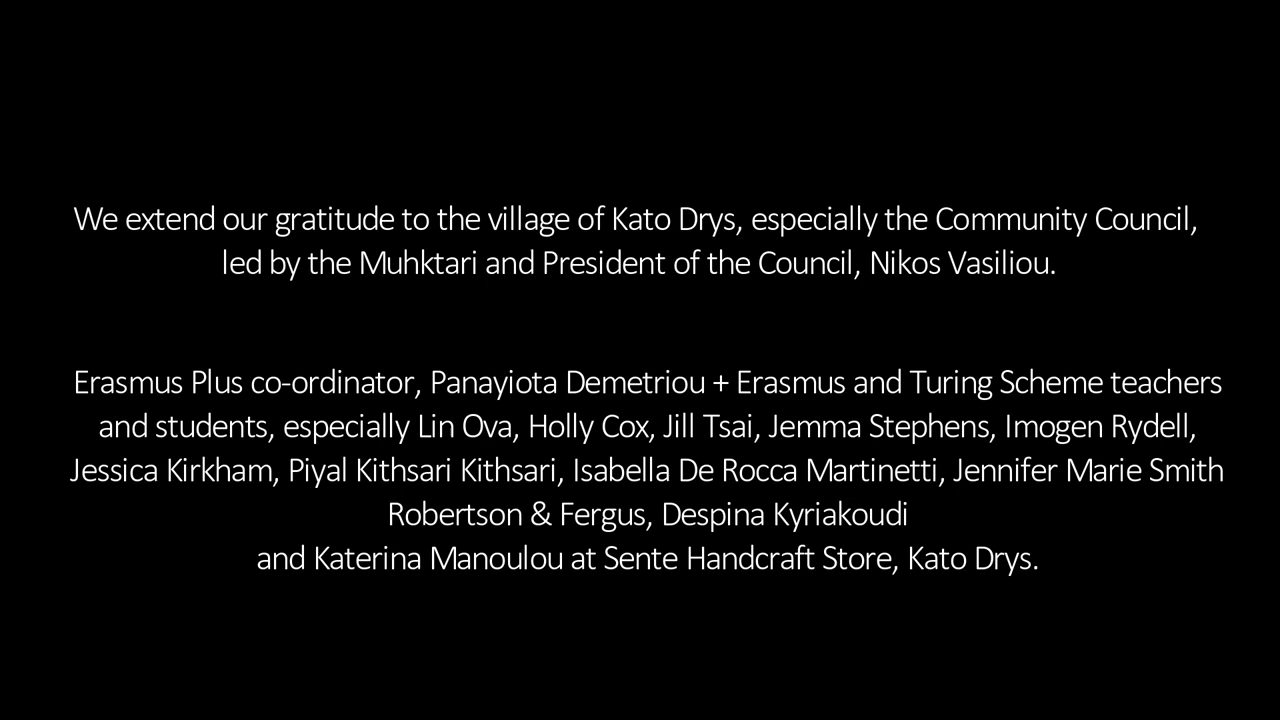 We extend our gratitude to the village of Kato Drys, especially the Community Council,
led by the Muhktari and President of the Council, Nikos Vasiliou.
Erasmus Plus co-ordinator, Panayiota Demetriou + Erasmus and Turing Scheme teachers
and students, especially Lin Ova, Holly Cox, Jill Tsai, Jemma Stephens, Imogen Rydell,
Jessica Kirkham, Piyal Kithsari Kithsari, Isabella De Rocca Martinetti, Jennifer Marie Smith
Robertson & Fergus, Despina Kyriakoudi
and Katerina Manoulou at Sente Handcraft Store, Kato Drys.